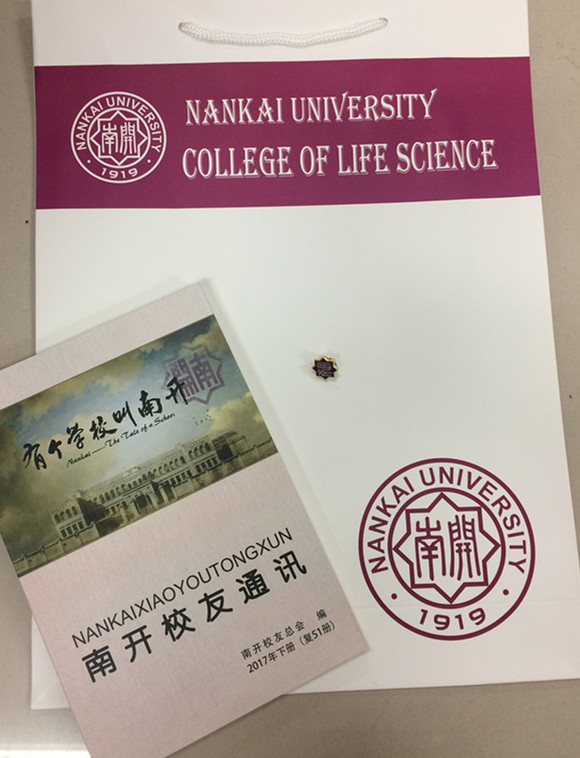 NANKAI UNIVERSITY
南開
1919
NANKAI UNIVERSITY
COLLEGE OF LIFE SCIENCE
南開
有个学校叫南开
Nankai——The Tale of a School
NANKAIXIAOYOUTONGXUN
南开校友通讯
南开校友总会 编
2017年下册（复51册）
NANKAI UNIVERSITY
南開
1919